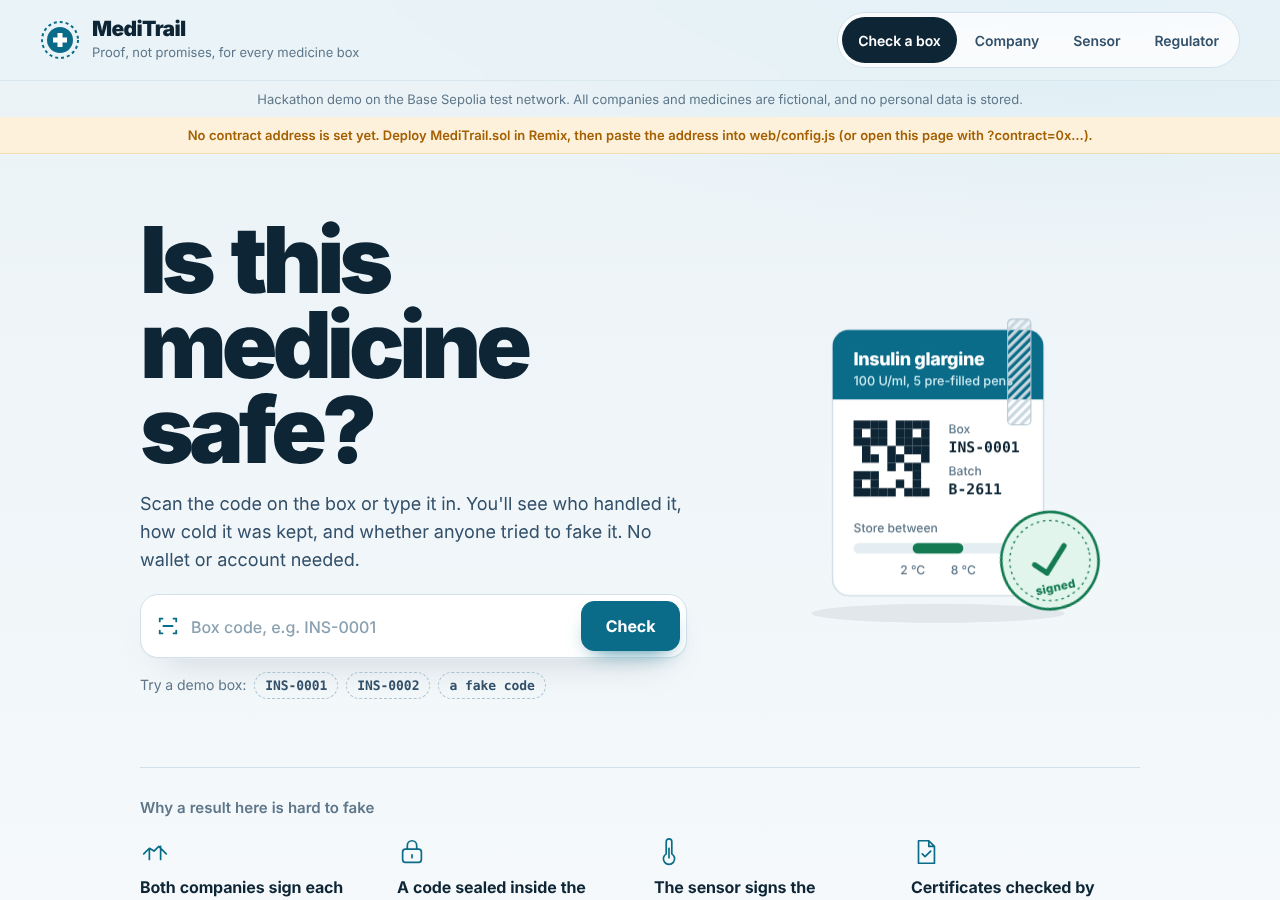 MediTrail
Proof, not promises, for every medicine box
Check a box
Company
Sensor
Regulator
Hackathon demo on the Base Sepolia test network. All companies and medicines are fictional, and no personal data is stored.
No contract address is set yet. Deploy MediTrail.sol in Remix, then paste the address into web/config.js (or open this page with ?contract=0x...).
Is this
medicine
safe?
Scan the code on the box or type it in. You'll see who handled it,
how cold it was kept, and whether anyone tried to fake it. No
wallet or account needed.
Box code, e.g. INS-0001
Check
Try a demo box:
INS-0001
INS-0002
a fake code
Insulin glargine
100 U/ml, 5 pre-filled pens
Box
INS-0001
Batch
B-2611
Store between
2 °C
8 °C
signed
Why a result here is hard to fake
Both companies sign each
A code sealed inside the
The sensor signs the
Certificates checked by